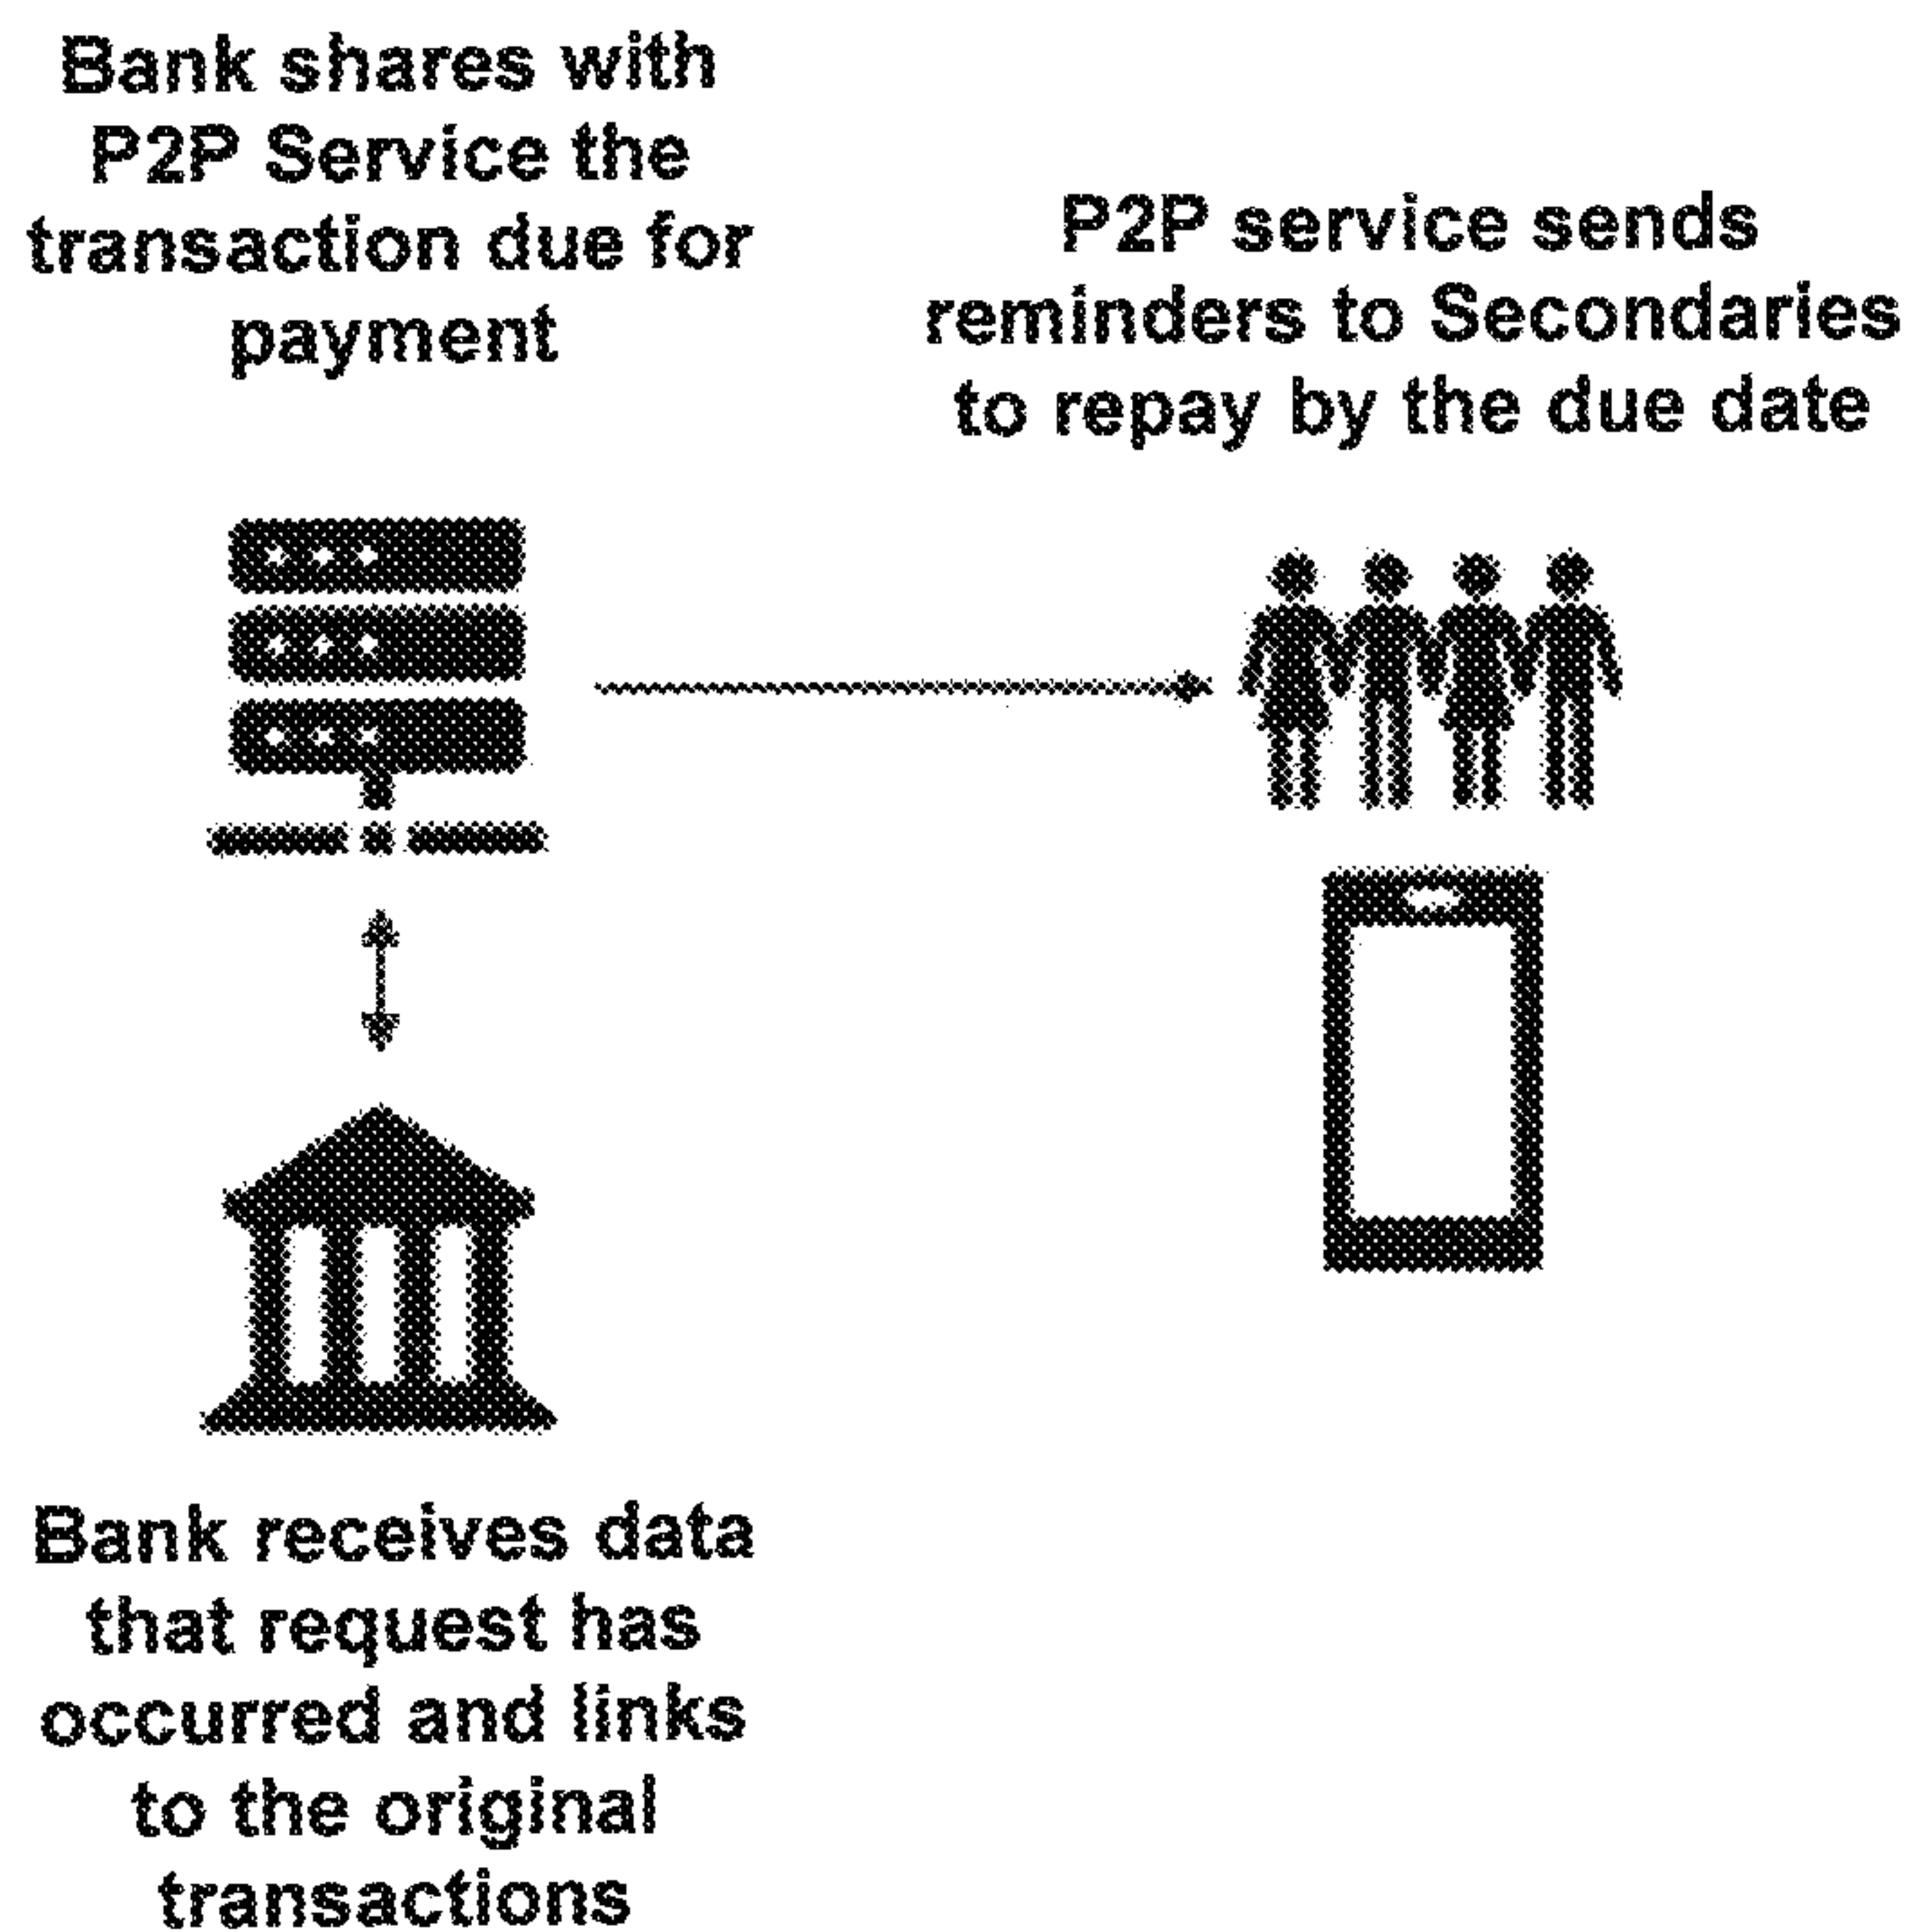 Bank shares with
P2P Service the
transaction due for
payment
P2P service sends
reminders to Secondaries
to repay by the due date
Bank receives data
that request has
occurred and links
to the original
transactions